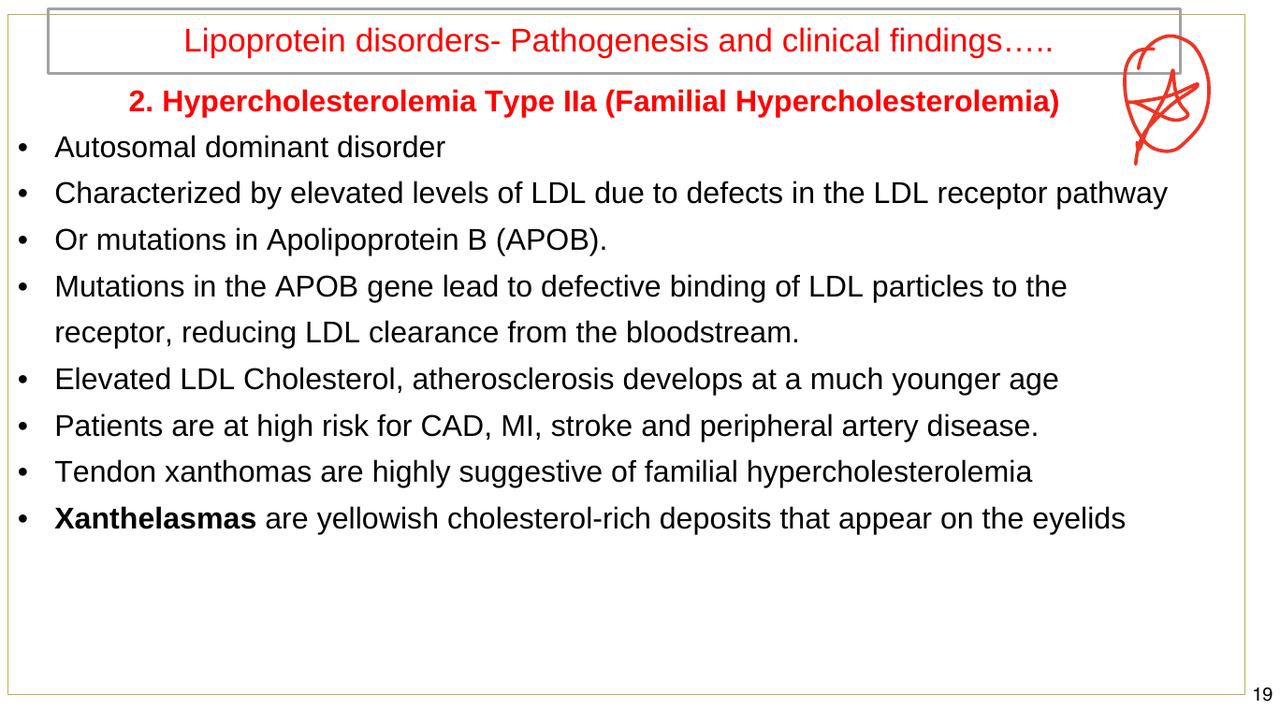 Lipoprotein disorders- Pathogenesis and clinical findings…..
2. Hypercholesterolemia Type IIa (Familial Hypercholesterolemia)
• Autosomal dominant disorder
• Characterized by elevated levels of LDL due to defects in the LDL receptor pathway
• Or mutations in Apolipoprotein B (APOB).
• Mutations in the APOB gene lead to defective binding of LDL particles to the
receptor, reducing LDL clearance from the bloodstream.
• Elevated LDL Cholesterol, atherosclerosis develops at a much younger age
• Patients are at high risk for CAD, MI, stroke and peripheral artery disease.
• Tendon xanthomas are highly suggestive of familial hypercholesterolemia
• Xanthelasmas are yellowish cholesterol-rich deposits that appear on the eyelids
19